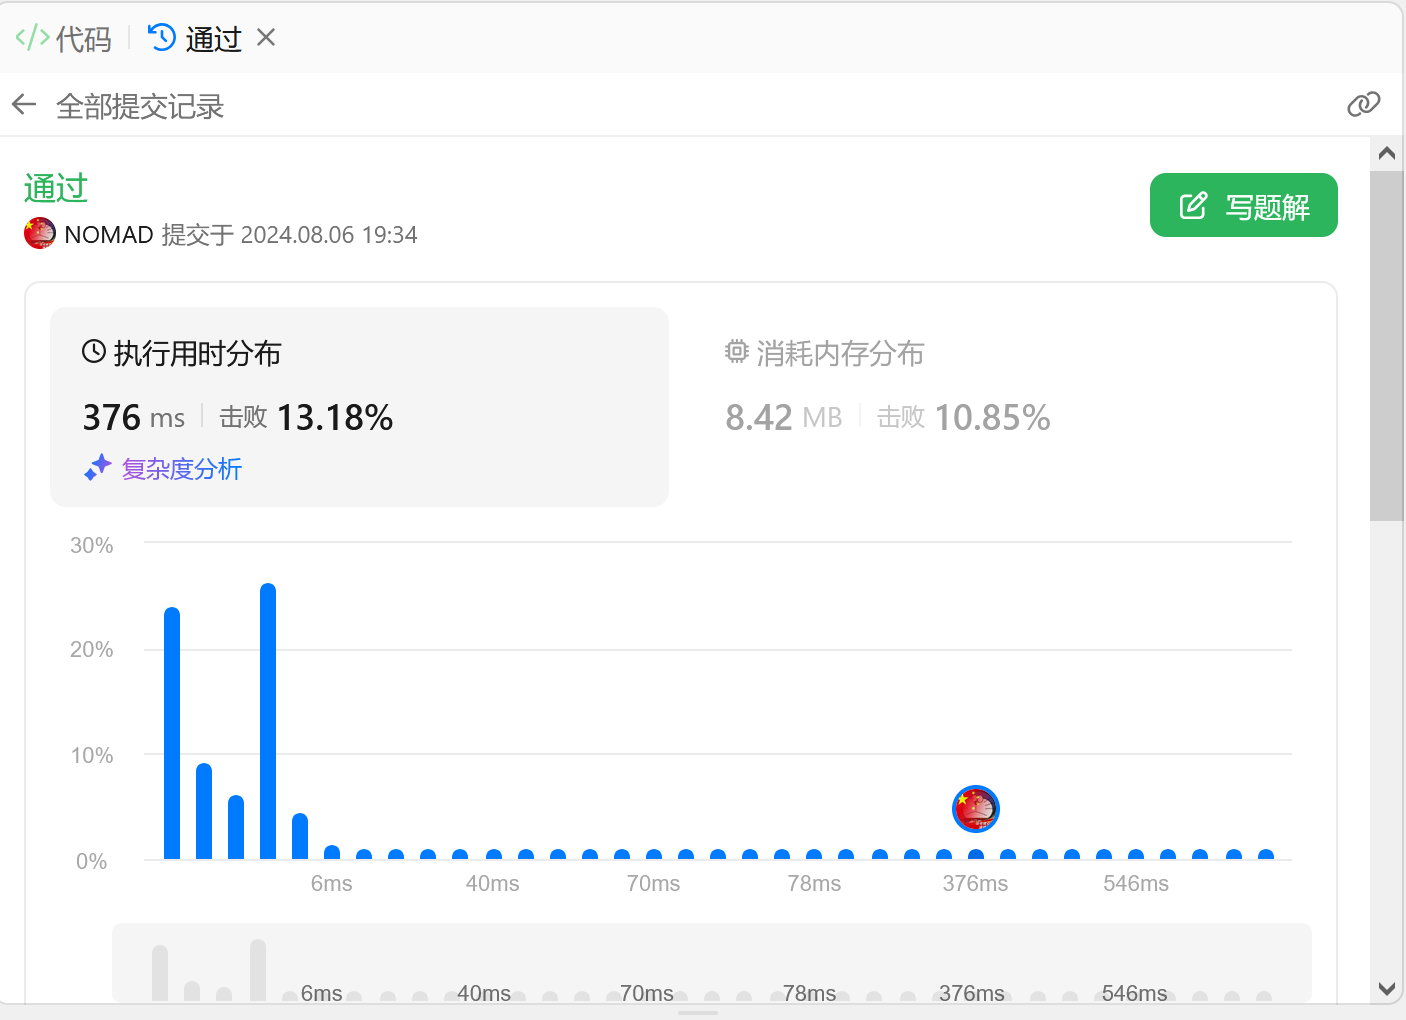 代码 通过
全部提交记录
通过
写题解
NOMAD 提交于 2024.08.06 19:34
执行用时分布
376 ms 击败 13.18%
复杂度分析
消耗内存分布
8.42 MB 击败 10.85%
30%
20%
10%
0%
6ms 40ms 70ms 78ms 376ms 546ms
6ms 40ms 70ms 78ms 376ms 546ms